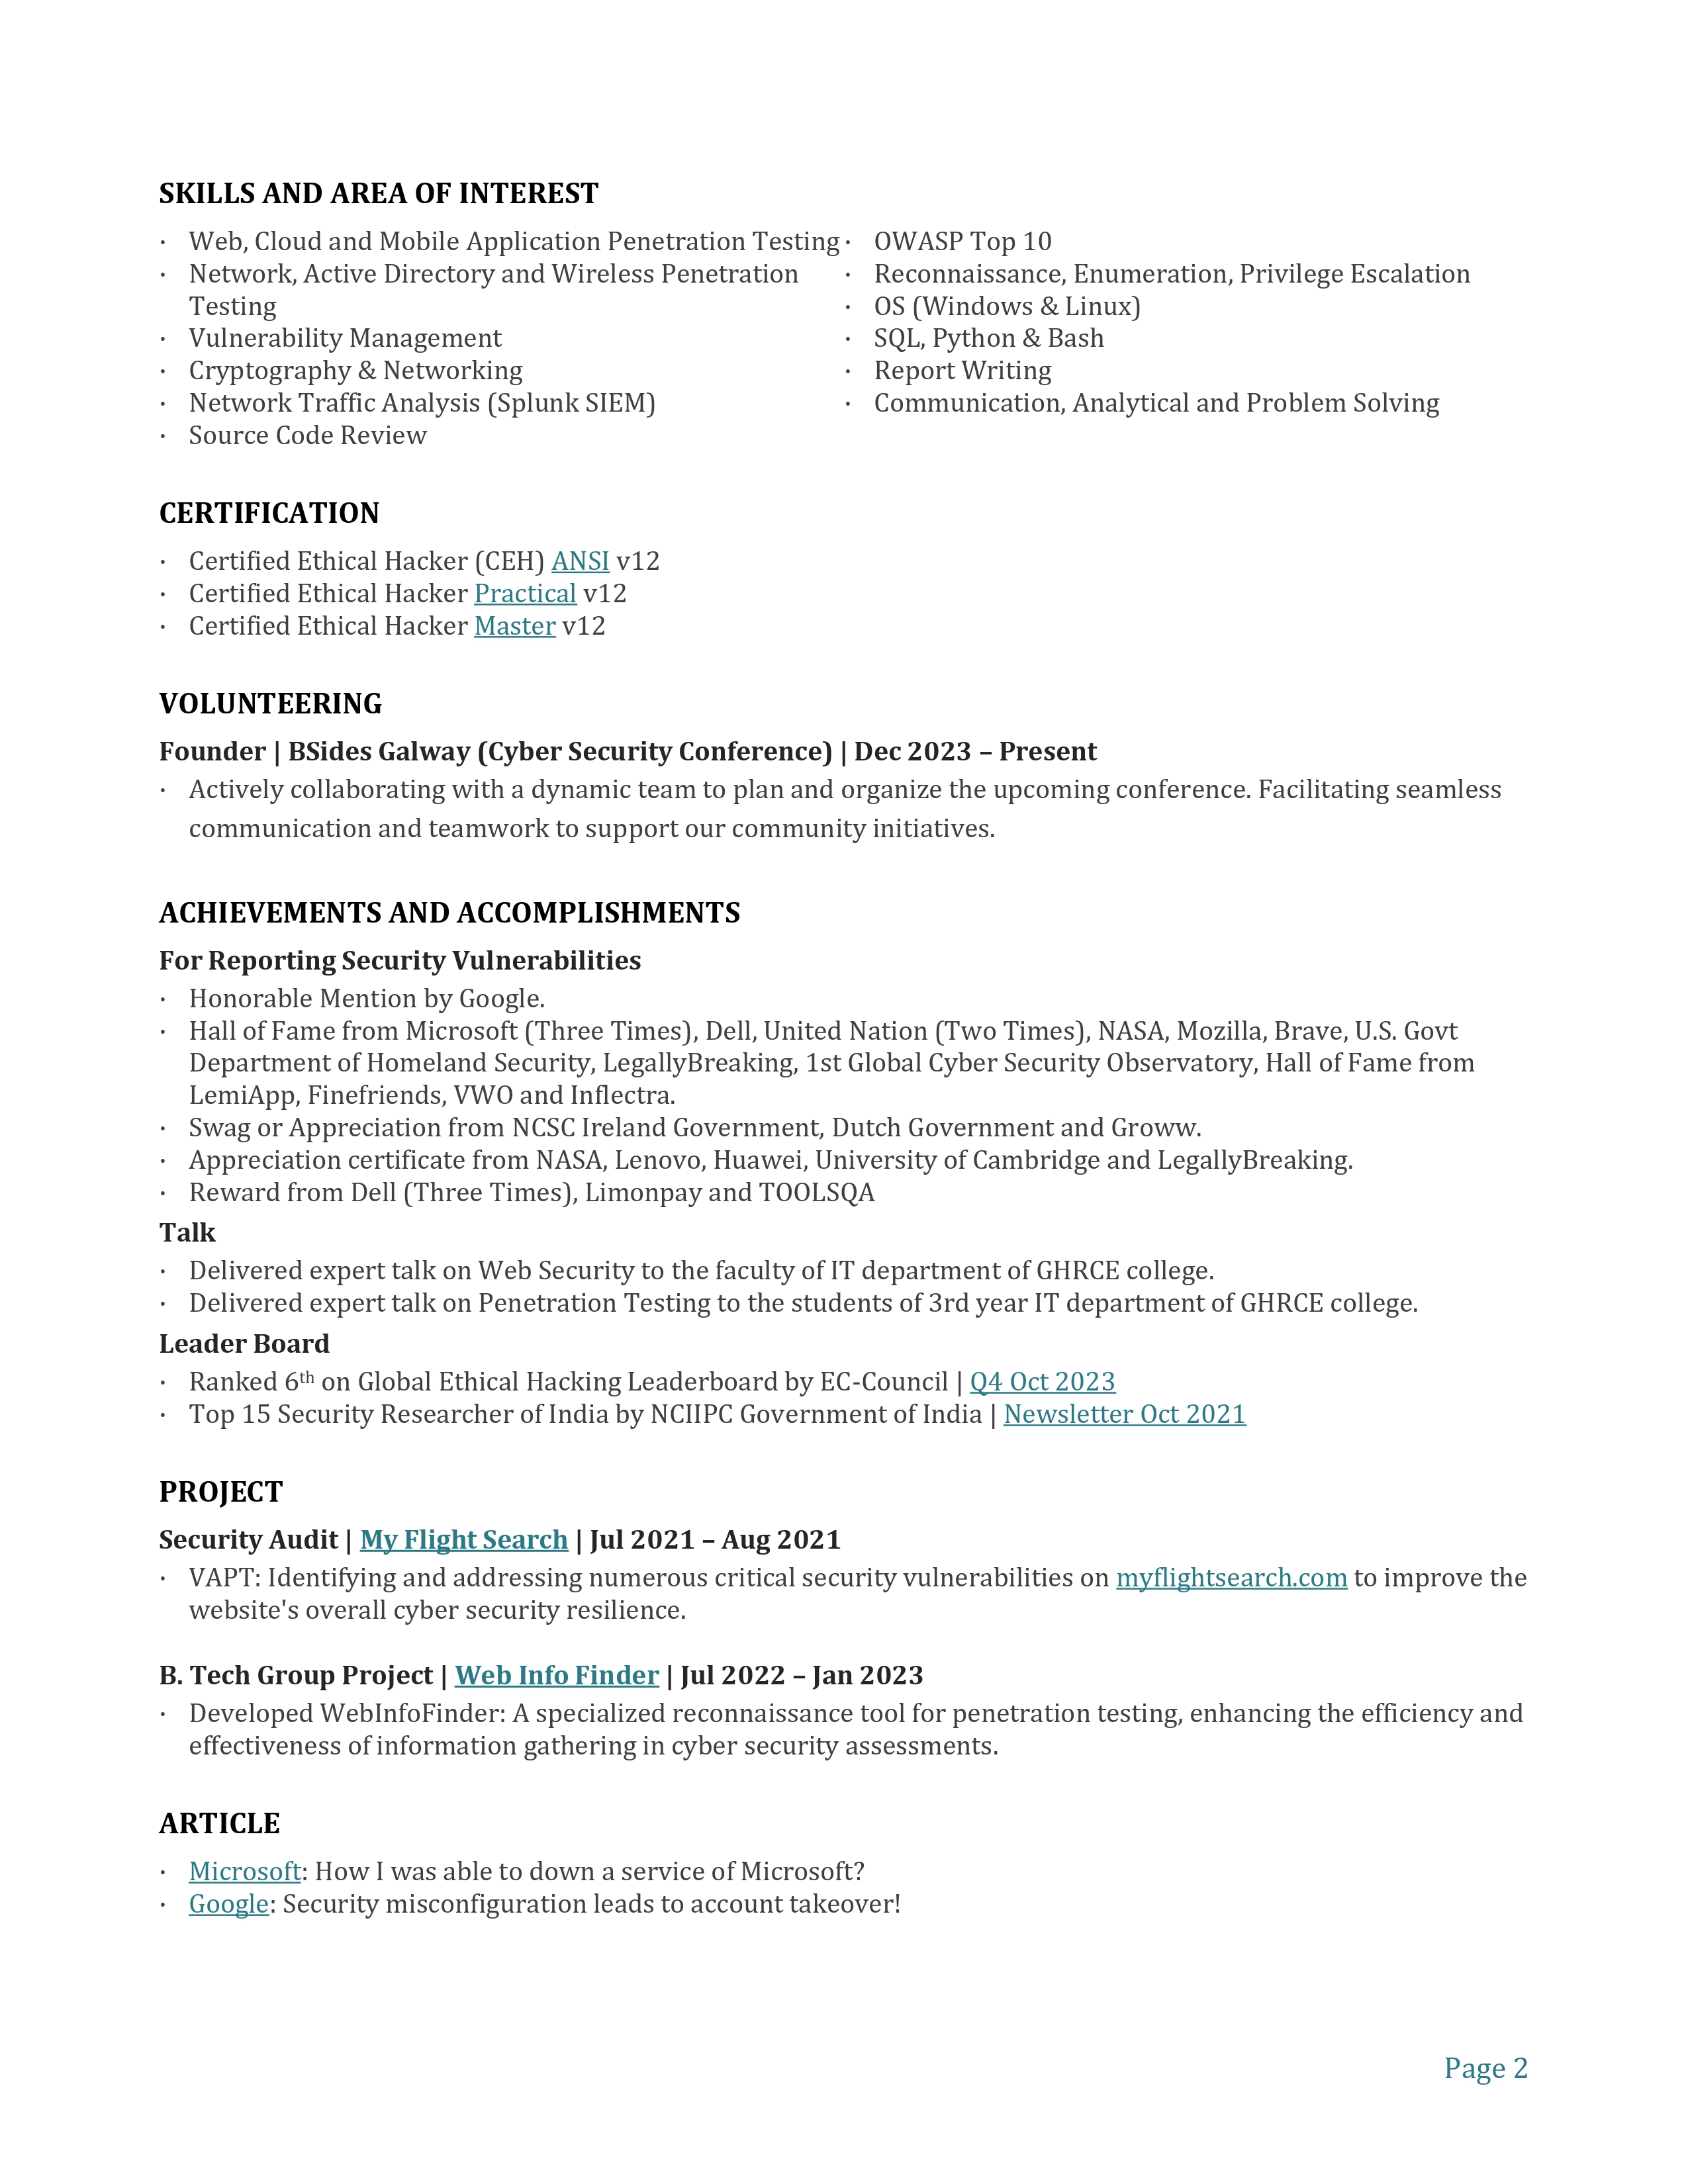 SKILLS AND AREA OF INTEREST
· Web, Cloud and Mobile Application Penetration Testing
· Network, Active Directory and Wireless Penetration
Testing
· Vulnerability Management
· Cryptography & Networking
· Network Traffic Analysis (Splunk SIEM)
· Source Code Review
· OWASP Top 10
· Reconnaissance, Enumeration, Privilege Escalation
· OS (Windows & Linux)
· SQL, Python & Bash
· Report Writing
· Communication, Analytical and Problem Solving
CERTIFICATION
· Certified Ethical Hacker (CEH) ANSI v12
· Certified Ethical Hacker Practical v12
· Certified Ethical Hacker Master v12
VOLUNTEERING
Founder | BSides Galway (Cyber Security Conference) | Dec 2023 – Present
· Actively collaborating with a dynamic team to plan and organize the upcoming conference. Facilitating seamless
communication and teamwork to support our community initiatives.
ACHIEVEMENTS AND ACCOMPLISHMENTS
For Reporting Security Vulnerabilities
· Honorable Mention by Google.
· Hall of Fame from Microsoft (Three Times), Dell, United Nation (Two Times), NASA, Mozilla, Brave, U.S. Govt
Department of Homeland Security, LegallyBreaking, 1st Global Cyber Security Observatory, Hall of Fame from
LemiApp, Finefriends, VWO and Inflectra.
· Swag or Appreciation from NCSC Ireland Government, Dutch Government and Groww.
· Appreciation certificate from NASA, Lenovo, Huawei, University of Cambridge and LegallyBreaking.
· Reward from Dell (Three Times), Limonpay and TOOLSQA
Talk
· Delivered expert talk on Web Security to the faculty of IT department of GHRCE college.
· Delivered expert talk on Penetration Testing to the students of 3rd year IT department of GHRCE college.
Leader Board
· Ranked 6th on Global Ethical Hacking Leaderboard by EC-Council | Q4 Oct 2023
· Top 15 Security Researcher of India by NCIIPC Government of India | Newsletter Oct 2021
PROJECT
Security Audit | My Flight Search | Jul 2021 – Aug 2021
· VAPT: Identifying and addressing numerous critical security vulnerabilities on myflightsearch.com to improve the
website's overall cyber security resilience.
B. Tech Group Project | Web Info Finder | Jul 2022 – Jan 2023
· Developed WebInfoFinder: A specialized reconnaissance tool for penetration testing, enhancing the efficiency and
effectiveness of information gathering in cyber security assessments.
ARTICLE
· Microsoft: How I was able to down a service of Microsoft?
· Google: Security misconfiguration leads to account takeover!
Page 2